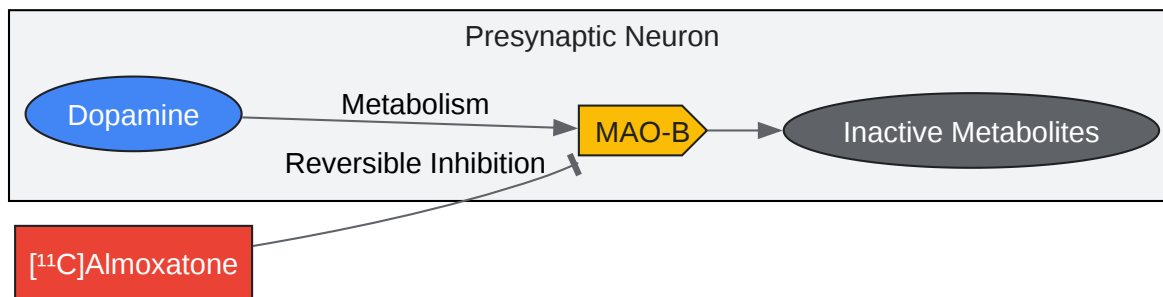 Presynaptic Neuron
Dopamine
Metabolism
MAO-B
Inactive Metabolites
Reversible Inhibition
[¹¹C]Almoxatone